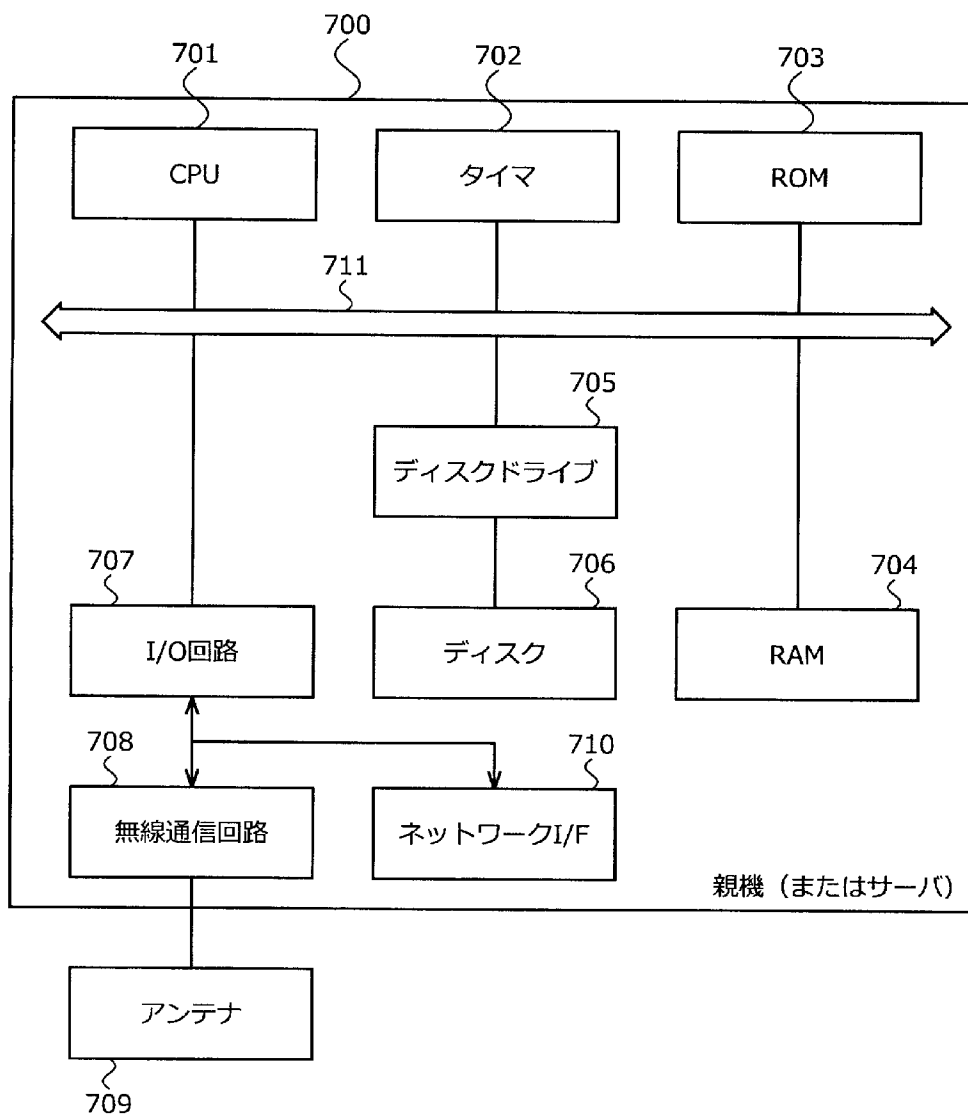 700
701
702
703
CPU
タイマ
ROM
711
705
ディスクドライブ
707
706
704
I/O回路
ディスク
RAM
708
710
無線通信回路
ネットワークI/F
親機（またはサーバ）
アンテナ
709